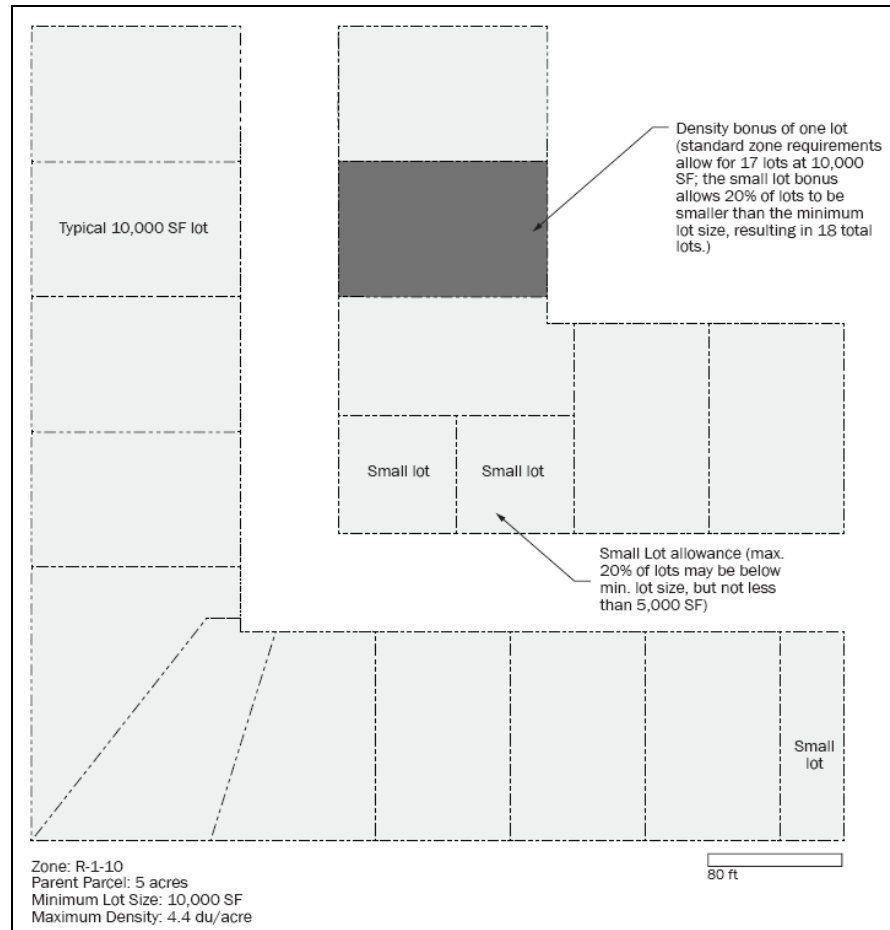 Density bonus of one lot
(standard zone requirements
allow for 17 lots at 10,000
SF; the small lot bonus
allows 20% of lots to be
smaller than the minimum
lot size, resulting in 18 total
lots.)
Typical 10,000 SF lot
Small lot
Small lot
Small Lot allowance (max.
20% of lots may be below
min. lot size, but not less
than 5,000 SF)
Small
lot
80 ft
Zone: R-1-10
Parent Parcel: 5 acres
Minimum Lot Size: 10,000 SF
Maximum Density: 4.4 du/acre